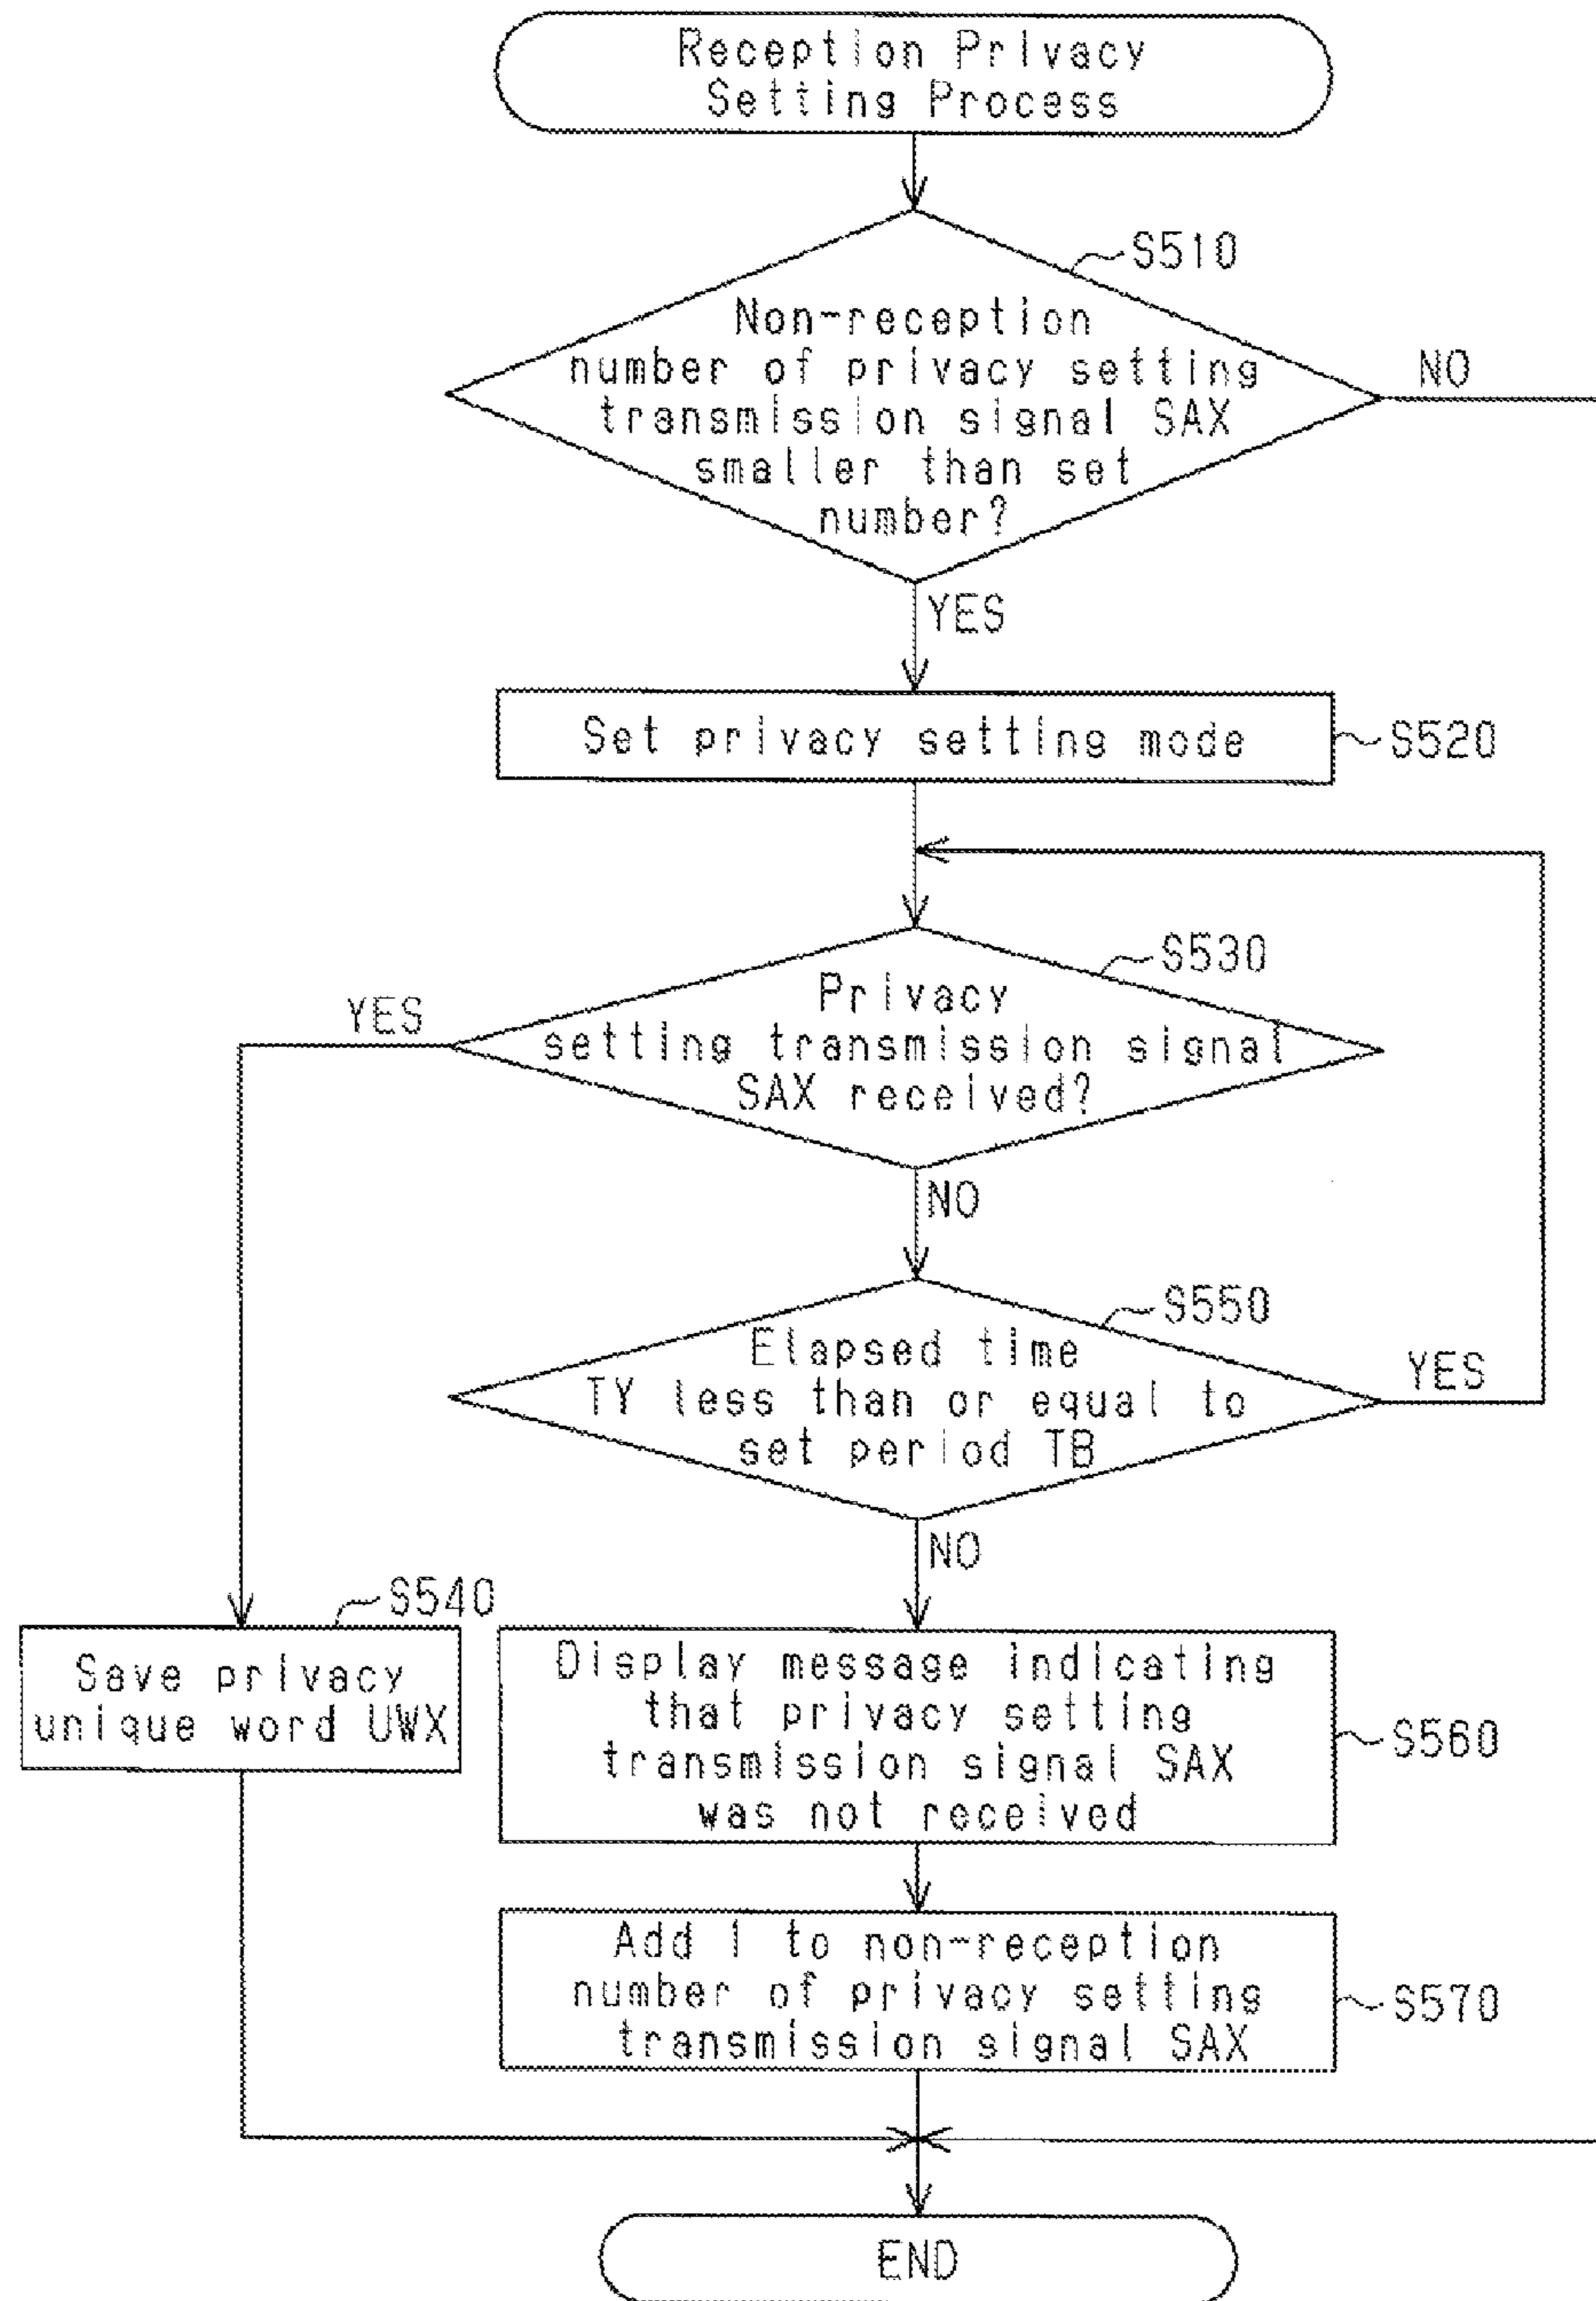 Reception Privacy
Setting Process
S510
Non-reception
number of privacy setting
transmission signal SAX
smaller than set
number?
NO
YES
Set privacy setting mode
S520
S530
Privacy
setting transmission signal
SAX received?
YES
NO
S550
Elapsed time
TY less than or equal to
set period TB
YES
NO
S540
Save privacy
unique word UWX
Display message indicating
that privacy setting
transmission signal SAX
was not received
S560
Add 1 to non-reception
number of privacy setting
transmission signal SAX
S570
END